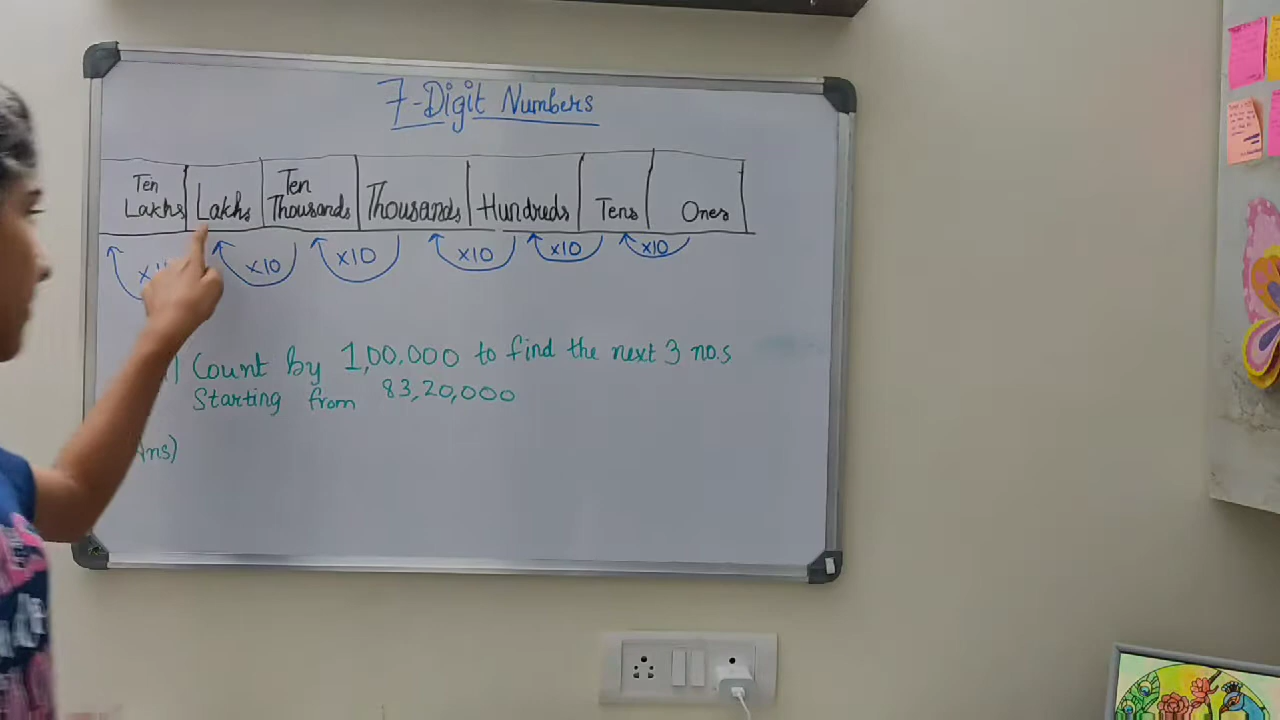 7-Digit Numbers
Ten Lakhs Lakhs Ten Thousands Thousands Hundreds Tens Ones
x10 x10 x10 x10 x10
) Count by 1,00,000 to find the next 3 no.s
Starting from 83,20,000
Ans)